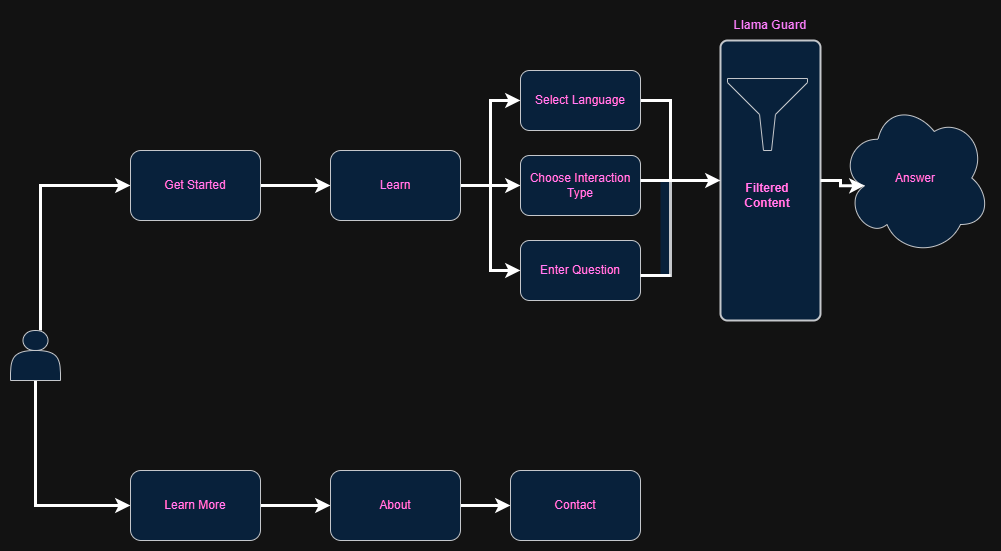 Llama Guard
Select Language
Get Started
Learn
Choose Interaction
Type
Enter Question
Filtered
Content
Answer
Learn More
About
Contact